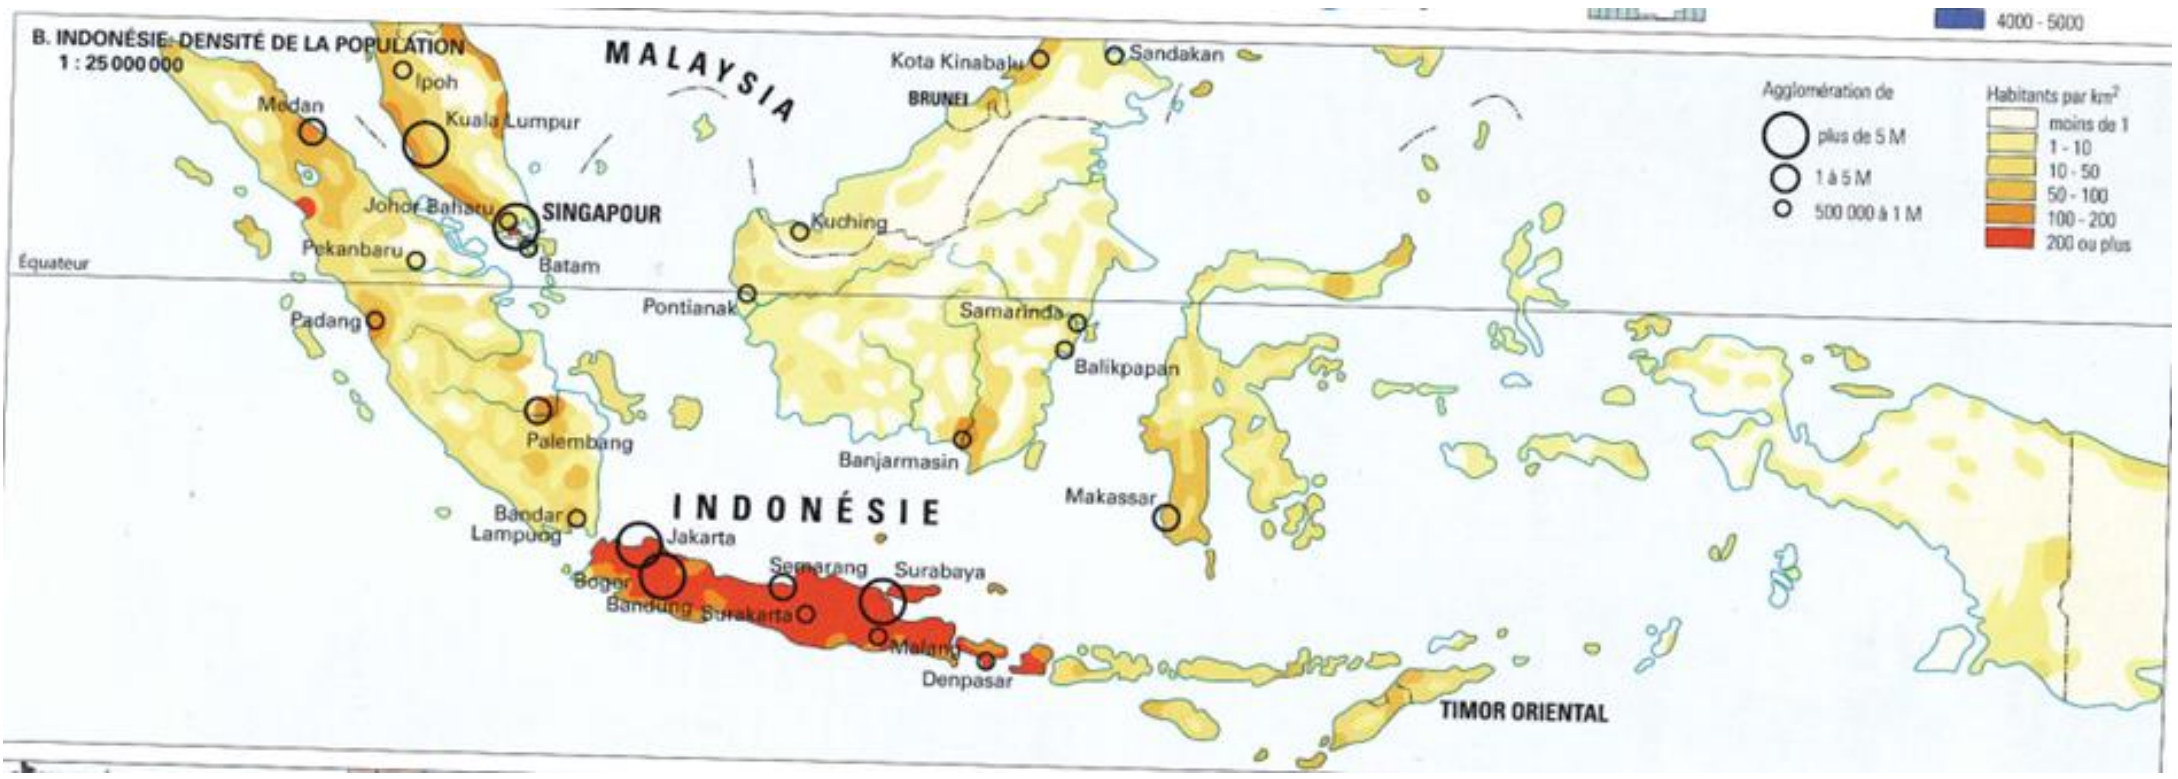 B. INDONÉSIE: DENSITÉ DE LA POPULATION
1 : 25 000 000
MALAYSIA
4000 - 5000
Ipoh
Kota Kinabalu
Sandakan
BRUNEI
Medan
Kuala Lumpur
Agglomération de
plus de 5 M
1 à 5 M
500 000 à 1 M
Habitants par km²
moins de 1
1 - 10
10 - 50
50 - 100
100 - 200
200 ou plus
Johor Baharu
SINGAPOUR
Kuching
Pekanbaru
Batam
Équateur
Pontianak
Samarinda
Padang
Balikpapan
Palembang
Banjarmasin
Makassar
INDONÉSIE
Bandar
Lampung
Jakarta
Semarang
Surabaya
Bogor
Bandung
Surakarta
Malang
Denpasar
TIMOR ORIENTAL